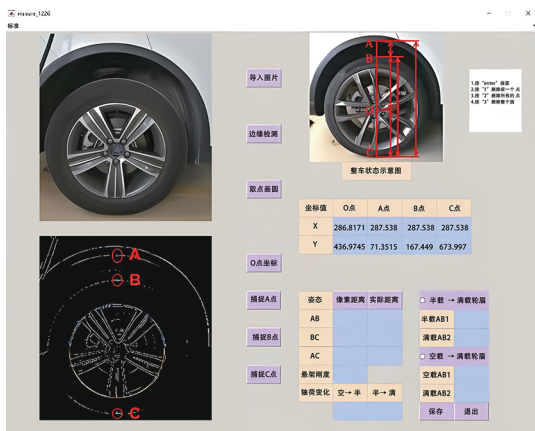 measure_1226
标准
导入图片
边缘检测
取点画圆
O点坐标
捕捉A点
捕捉B点
捕捉C点
A
B
C
A
B
O
C
整车状态示意图
1.按“enter”画圆
2.按“1”删除前一个 点
3.按“2”删除所有的 点
4.按“3”删除整个圆
坐标值 O点 A点 B点 C点
X 286.8171 287.538 287.538 287.538
Y 436.9745 71.3515 167.449 673.997
姿态 像素距离 实际距离
AB
BC
AC
悬架刚度
轴荷变化 空→ 半 半→ 满
半载 → 满载轮眉
半载AB1
满载AB2
空载 → 满载轮眉
空载AB1
满载AB2
保存 退出